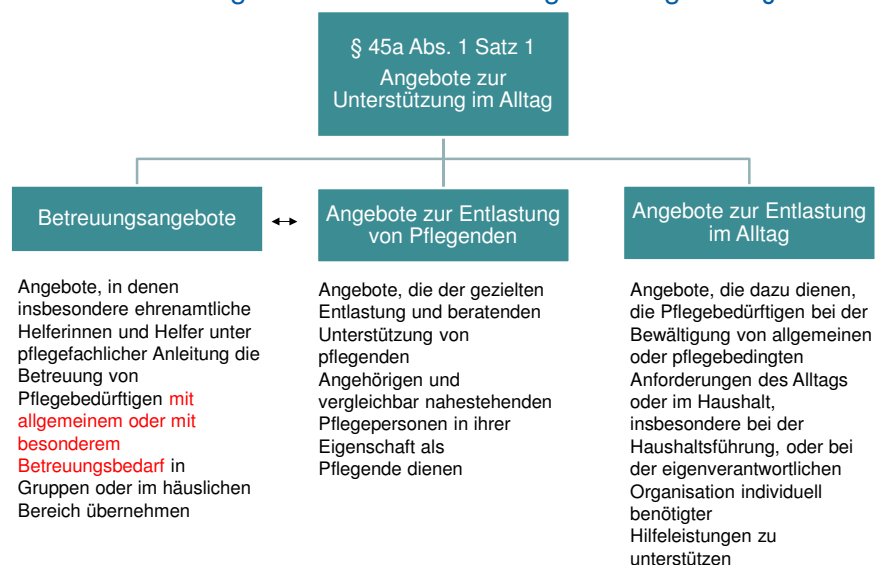 § 45a Abs. 1 Satz 1
Angebote zur
Unterstützung im Alltag
Betreuungsangebote
Angebote zur Entlastung
von Pflegenden
Angebote zur Entlastung
im Alltag
Angebote, in denen
insbesondere ehrenamtliche
Helferinnen und Helfer unter
pflegefachlicher Anleitung die
Betreuung von
Pflegebedürftigen mit
allgemeinem oder mit
besonderem
Betreuungsbedarf in
Gruppen oder im häuslichen
Bereich übernehmen
Angebote, die der gezielten
Entlastung und beratenden
Unterstützung von
pflegenden
Angehörigen und
vergleichbar nahestehenden
Pflegepersonen in ihrer
Eigenschaft als
Pflegende dienen
Angebote, die dazu dienen,
die Pflegebedürftigen bei der
Bewältigung von allgemeinen
oder pflegebedingten
Anforderungen des Alltags
oder im Haushalt,
insbesondere bei der
Haushaltsführung, oder bei
der eigenverantwortlichen
Organisation individuell
benötigter
Hilfeleistungen zu
unterstützen